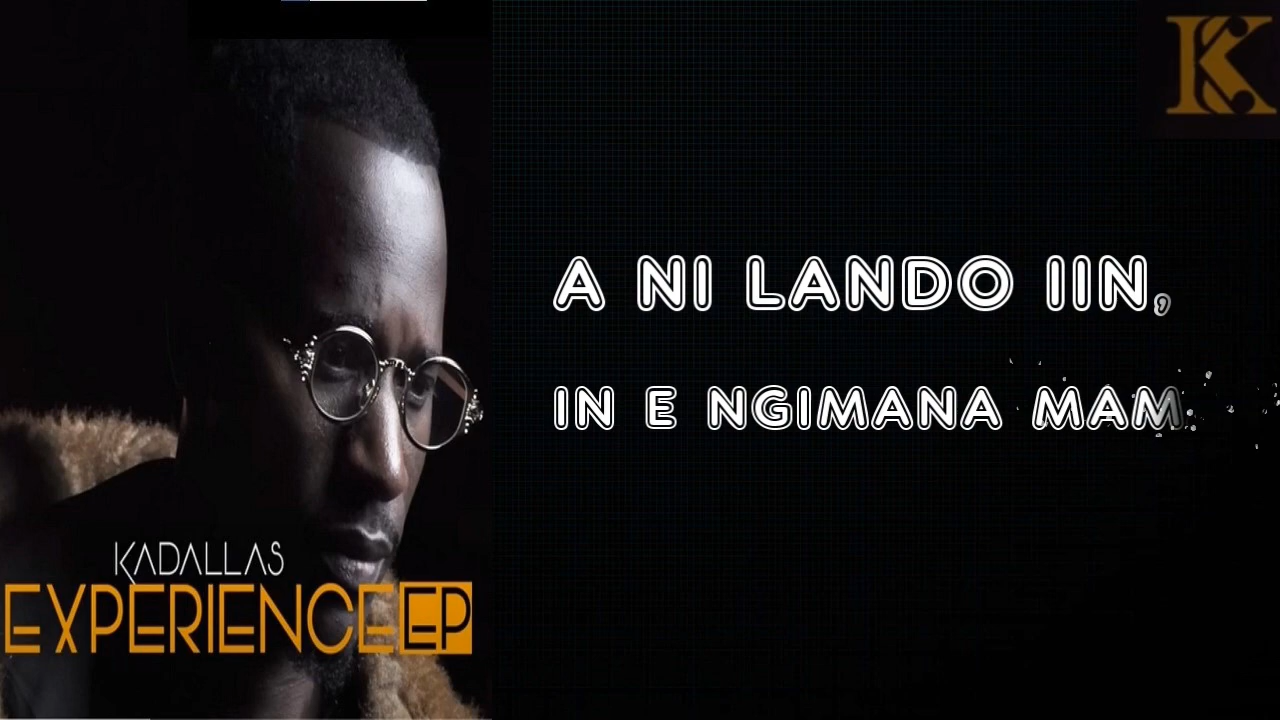 K
A NI LANDO IIN,
IN E NGIMANA MAM
KADALLAS
EXPERIENCE EP